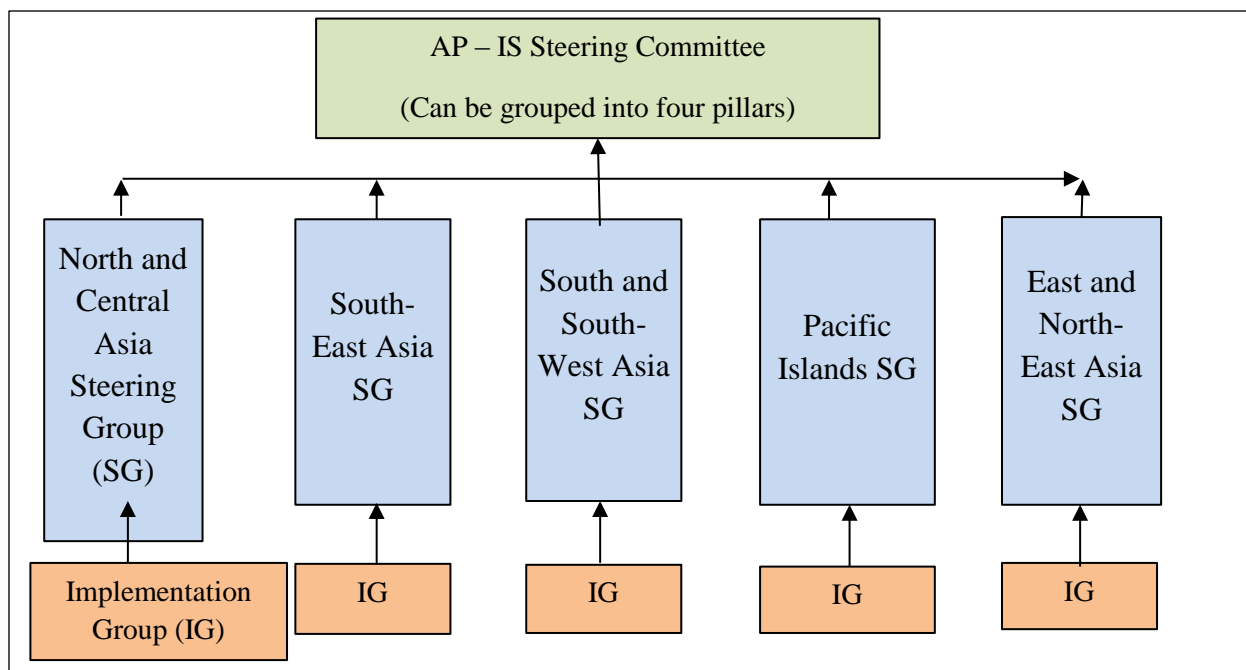 AP – IS Steering Committee
(Can be grouped into four pillars)
North and
Central
Asia
Steering
Group
(SG)
South-
East Asia
SG
South and
South-
West Asia
SG
Pacific
Islands SG
East and
North-
East Asia
SG
Implementation
Group (IG)
IG
IG
IG
IG